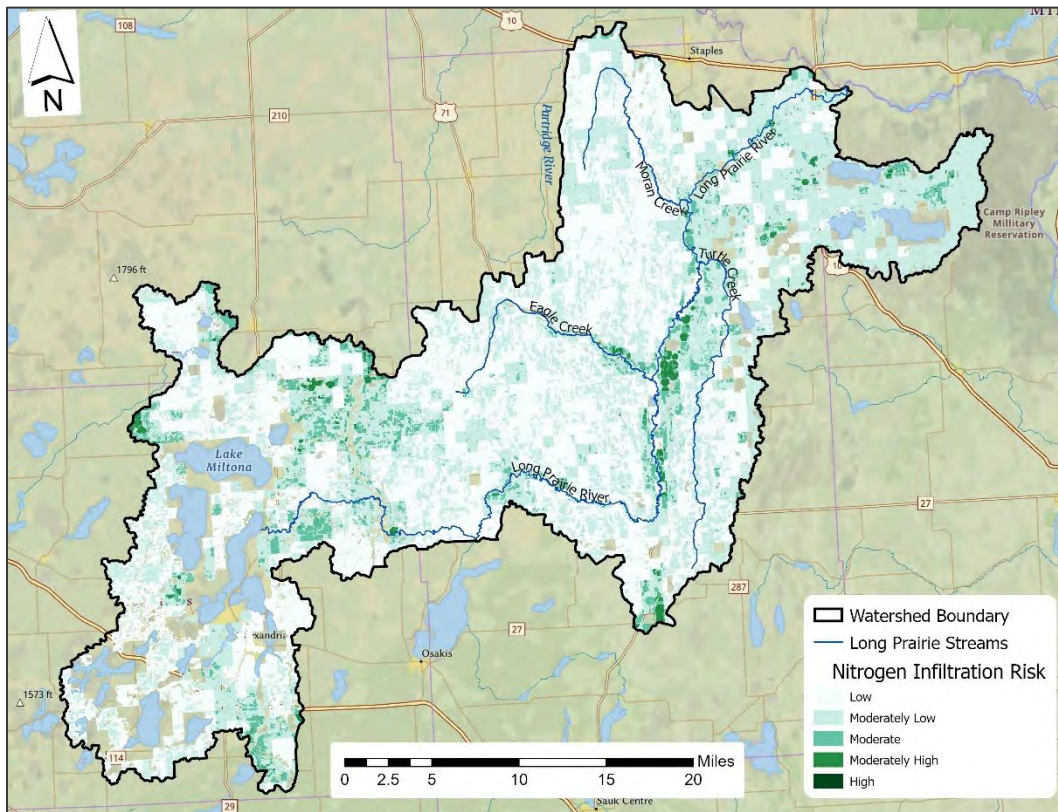 108
10
Staples
N
210
71
Partridge River
Moran Creek
Long Prairie River
Camp Ripley
Millitary
Reservation
10
Turtle Creek
1796 ft
Eagle Creek
Lake
Miltona
Long Prairie River
27
287
27
Osakis
xandria
1573 ft
114
29
Sauk Centre
Watershed Boundary
Long Prairie Streams
Nitrogen Infiltration Risk
Low
Moderately Low
Moderate
Moderately High
High
Miles
0 2.5 5 10 15 20